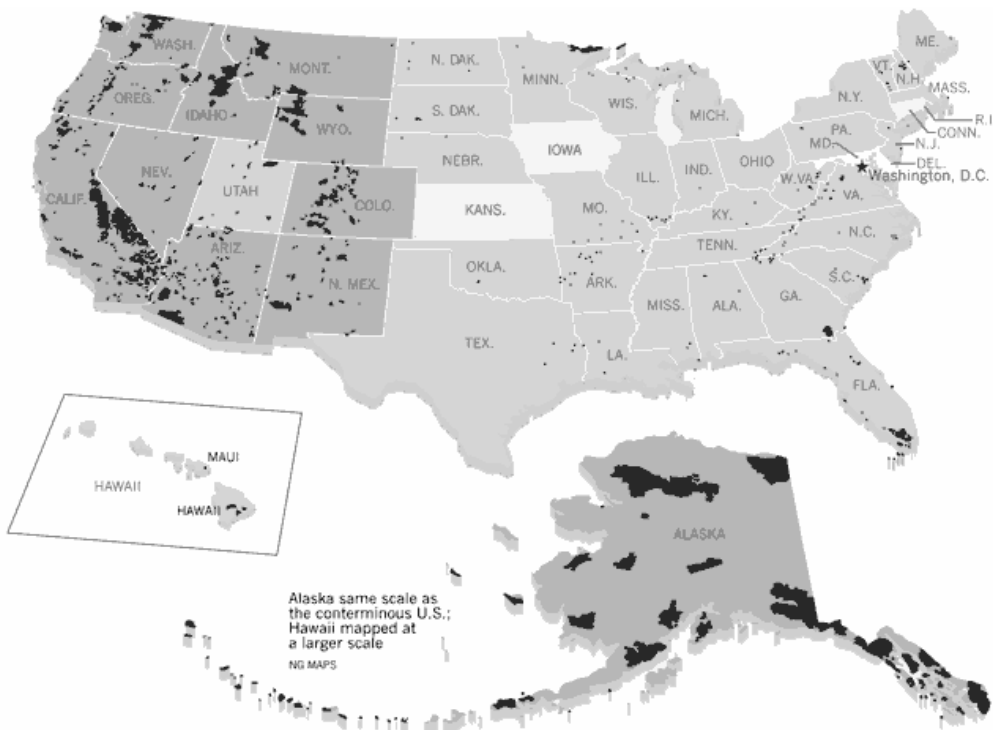 WASH.
MONT.
N. DAK.
MINN.
ME.
VT.
N.H.
MASS.
OREG.
IDAHO
WYO.
S. DAK.
WIS.
MICH.
N.Y.
R.I
CONN.
NEBR.
IOWA
PA.
MD.
N.J.
DEL.
Washington, D.C.
NEV.
UTAH
COLO.
KANS.
ILL.
IND.
OHIO
W.VA.
VA.
CALIF.
MO.
KY.
N.C.
ARIZ.
N. MEX.
OKLA.
ARK.
TENN.
S.C.
TEX.
LA.
MISS.
ALA.
GA.
FLA.
MAUI
HAWAII
HAWAII
ALASKA
Alaska same scale as
the conterminous U.S.;
Hawaii mapped at
a larger scale
NG MAPS